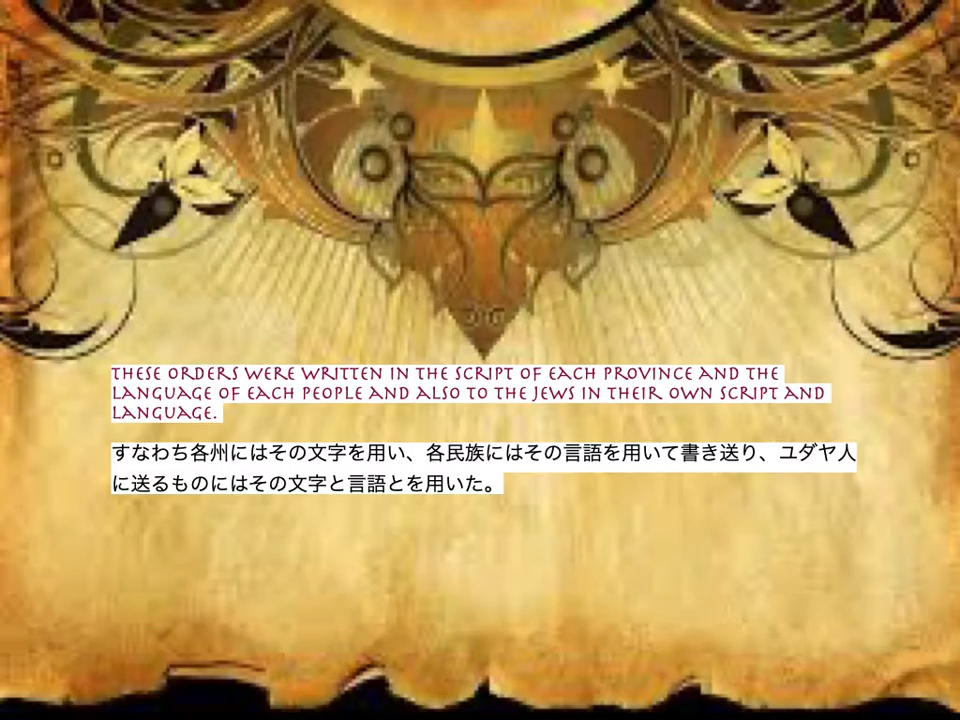 THESE ORDERS WERE WRITTEN IN THE SCRIPT OF EACH PROVINCE AND THE
LANGUAGE OF EACH PEOPLE AND ALSO TO THE JEWS IN THEIR OWN SCRIPT AND
LANGUAGE.
すなわち各州にはその文字を用い、各民族にはその言語を用いて書き送り、ユダヤ人
に送るものにはその文字と言語とを用いた。